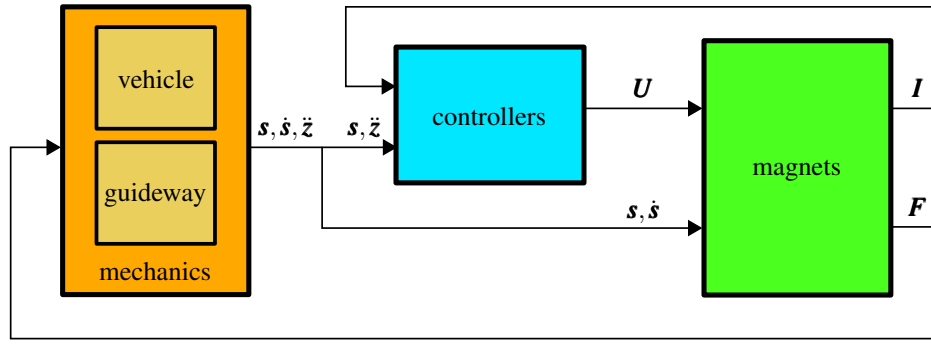 vehicle
guideway
mechanics
s, ṡ, z̈
s, z̈
controllers
U
s, ṡ
magnets
I
F